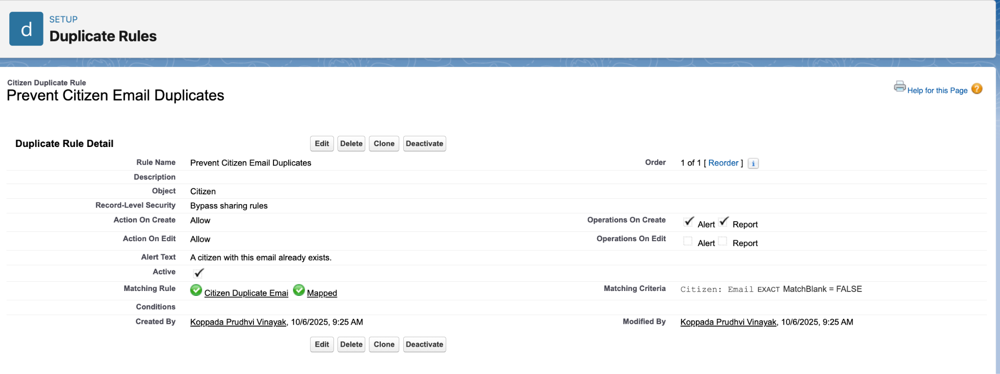 d
SETUP
Duplicate Rules
Citizen Duplicate Rule
Prevent Citizen Email Duplicates
Help for this Page ?
Duplicate Rule Detail Edit Delete Clone Deactivate
Rule Name Prevent Citizen Email Duplicates Order 1 of 1 [ Reorder ] i
Description
Object Citizen
Record-Level Security Bypass sharing rules
Action On Create Allow Operations On Create Alert Report
Action On Edit Allow Operations On Edit Alert Report
Alert Text A citizen with this email already exists.
Active
Matching Rule Citizen Duplicate Emai Mapped Matching Criteria Citizen: Email EXACT MatchBlank = FALSE
Conditions
Created By Koppada Prudhvi Vinayak, 10/6/2025, 9:25 AM Modified By Koppada Prudhvi Vinayak, 10/6/2025, 9:25 AM
Edit Delete Clone Deactivate